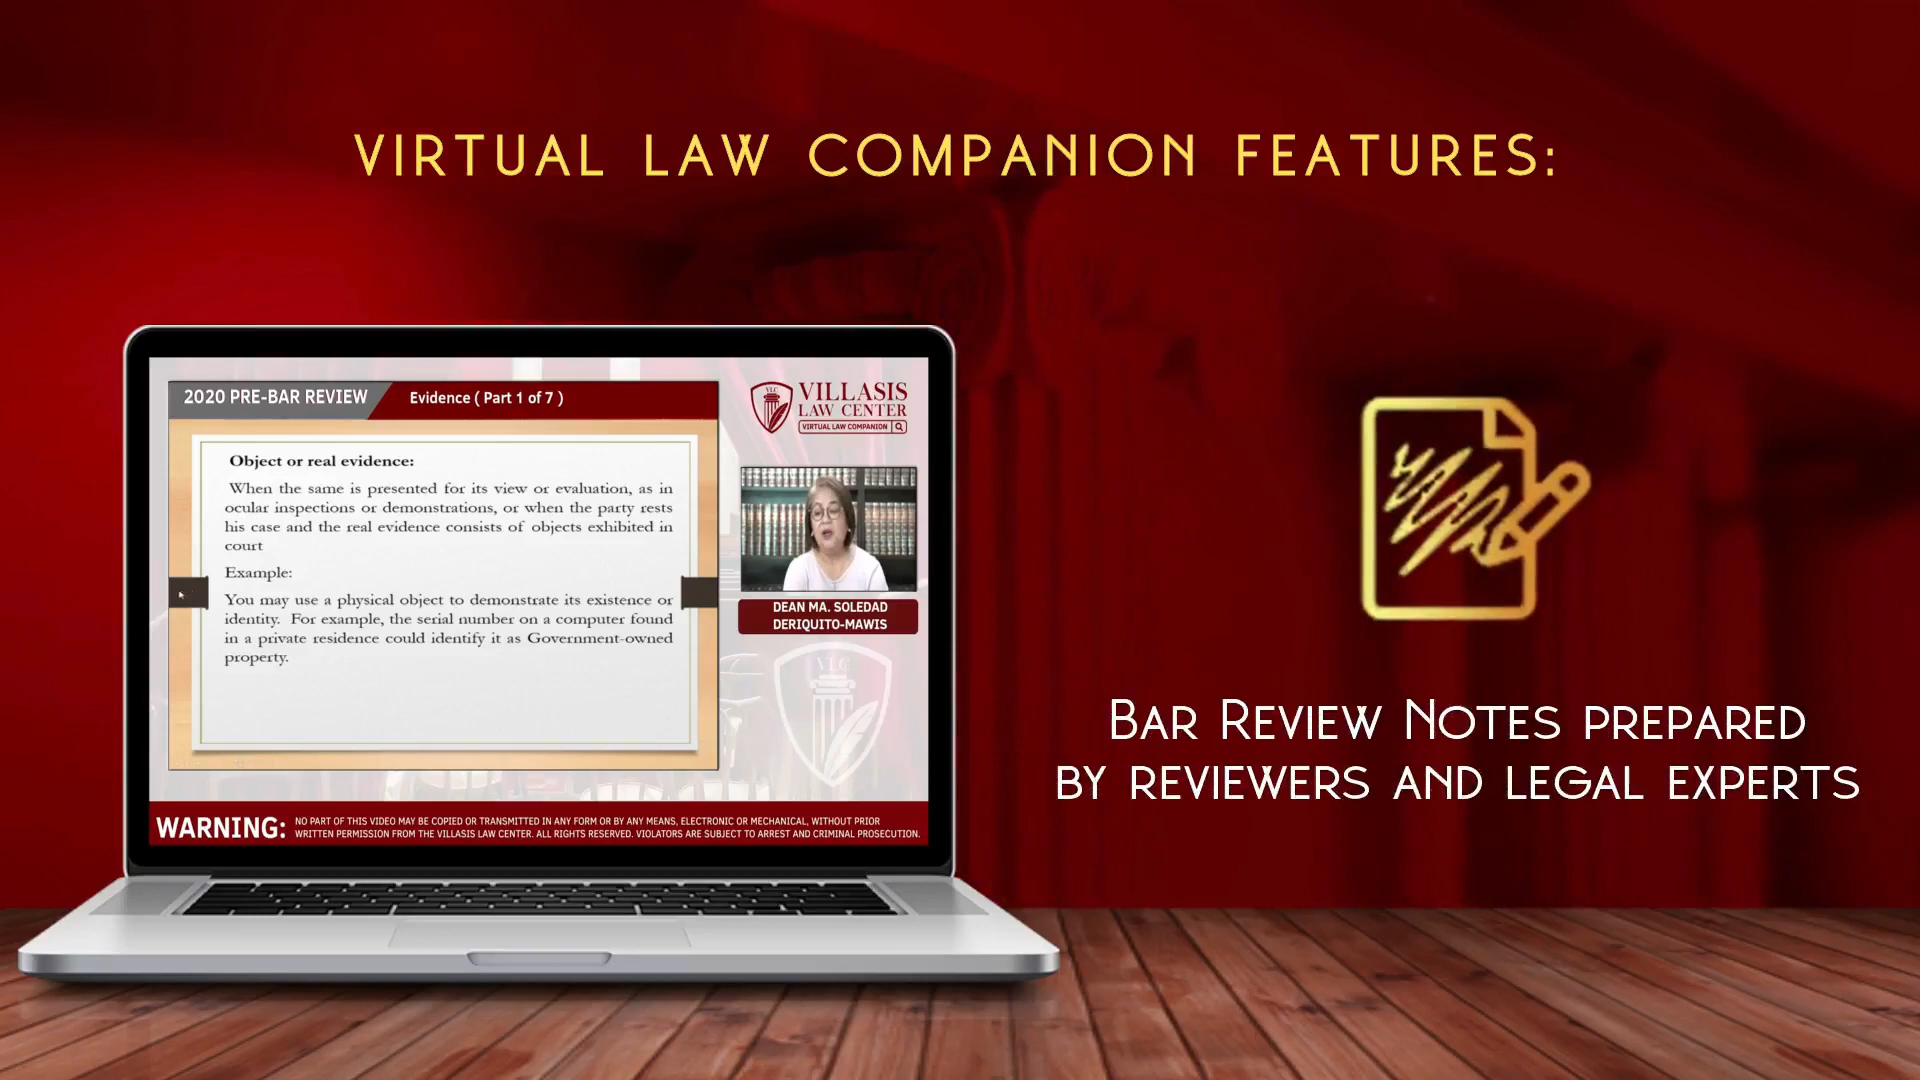 VIRTUAL LAW COMPANION FEATURES:
2020 PRE-BAR REVIEW
Evidence ( Part 1 of 7 )
Object or real evidence:
When the same is presented for its view or evaluation, as in
ocular inspections or demonstrations, or when the party rests
his case and the real evidence consists of objects exhibited in
court
Example:
You may use a physical object to demonstrate its existence or
identity. For example, the serial number on a computer found
in a private residence could identify it as Government-owned
property.
VLC
VILLASIS
LAW CENTER
VIRTUAL LAW COMPANION
DEAN MA. SOLEDAD
DERIQUITO-MAWIS
VLC
WARNING:
NO PART OF THIS VIDEO MAY BE COPIED OR TRANSMITTED IN ANY FORM OR BY ANY MEANS, ELECTRONIC OR MECHANICAL, WITHOUT PRIOR
WRITTEN PERMISSION FROM THE VILLASIS LAW CENTER. ALL RIGHTS RESERVED. VIOLATORS ARE SUBJECT TO ARREST AND CRIMINAL PROSECUTION.
BAR REVIEW NOTES PREPARED
BY REVIEWERS AND LEGAL EXPERTS